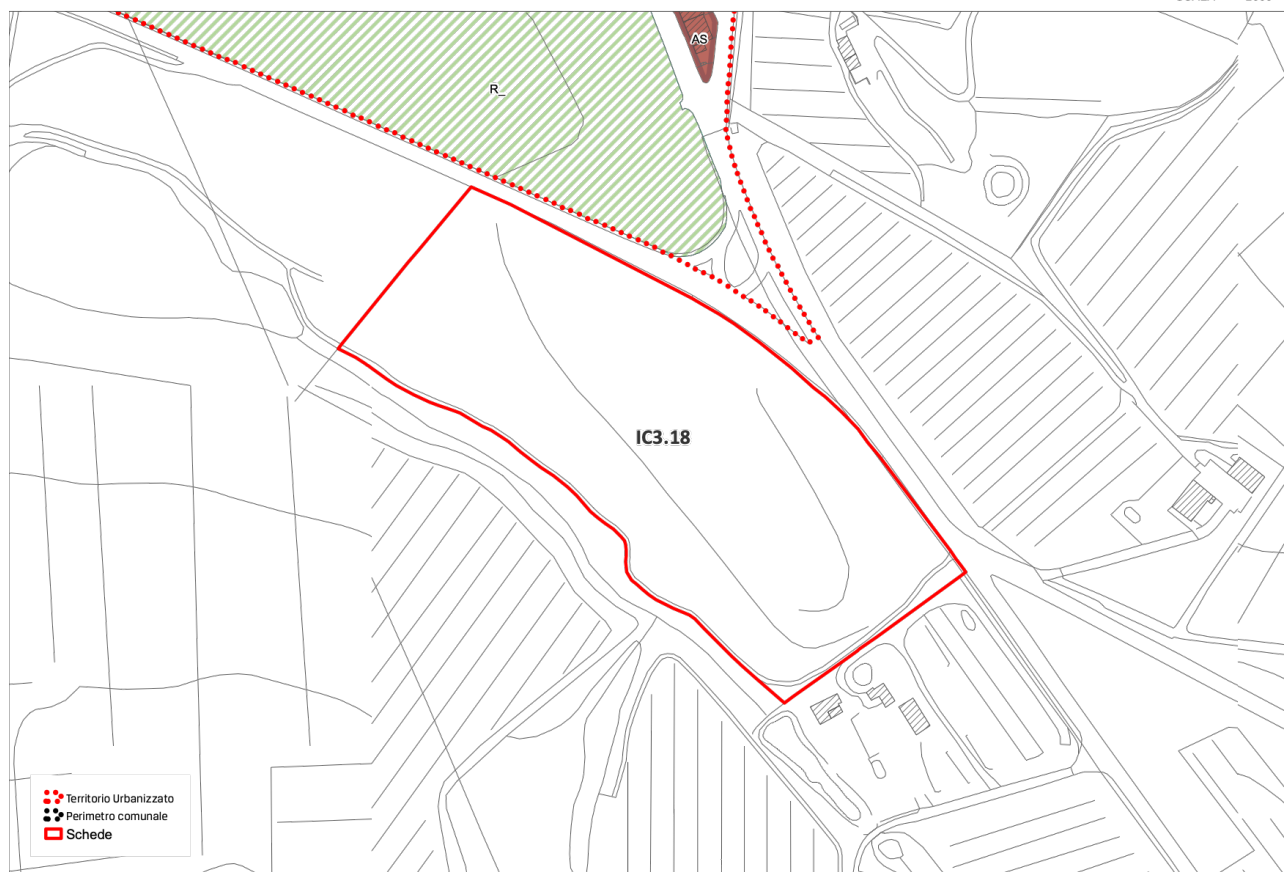 AS
R_
IC3.18
Territorio Urbanizzato
Perimetro comunale
Schede